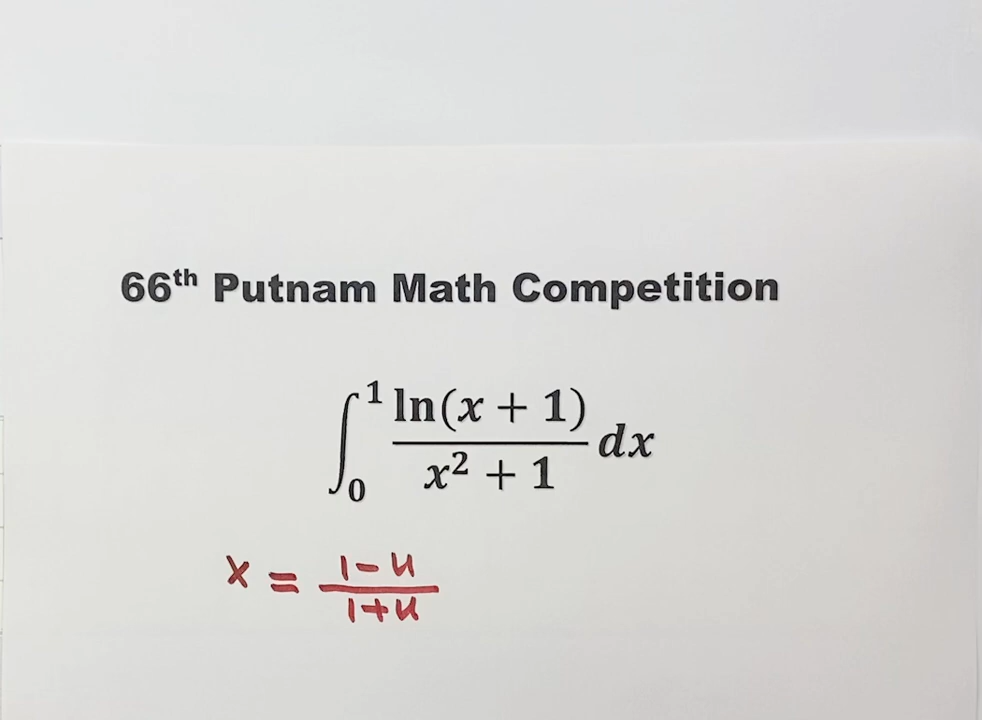 66th Putnam Math Competition
∫₀¹ ln(x + 1) / (x² + 1) dx
x = (1-u) / (1+u)